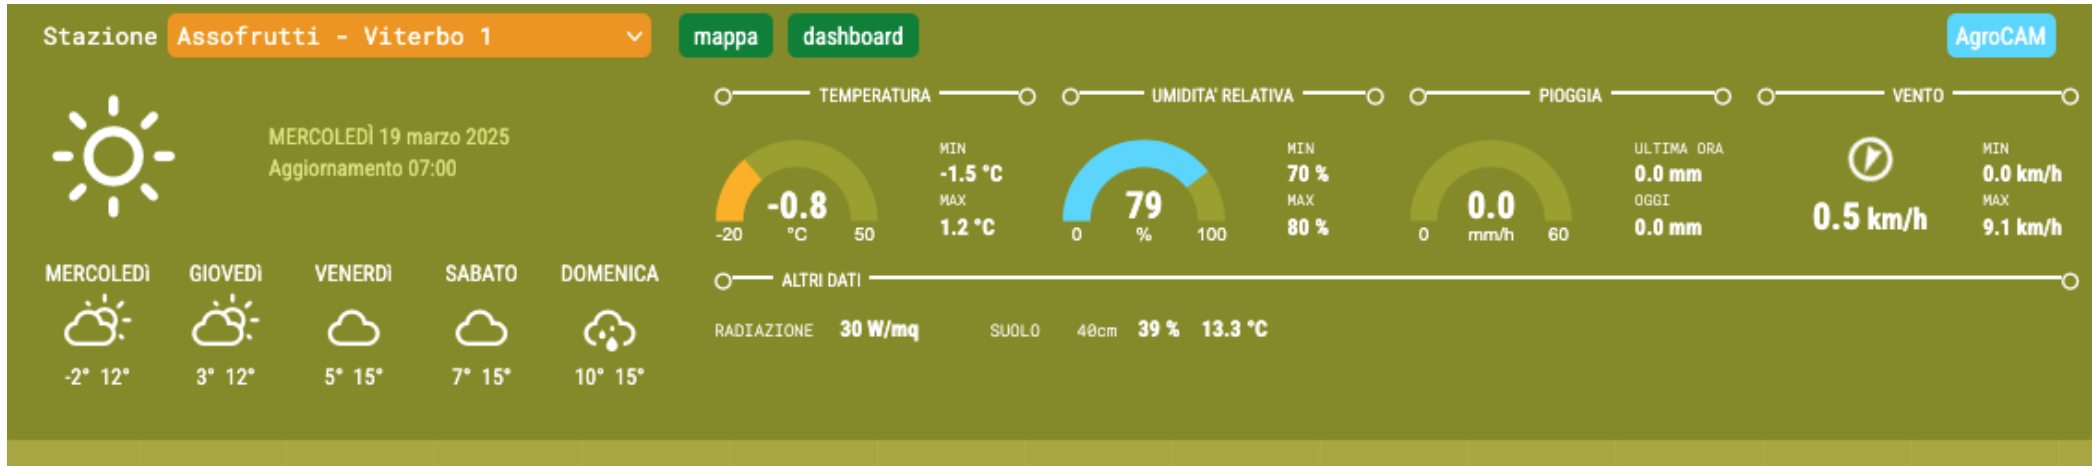 Stazione Assofrutti - Viterbo 1 mappa dashboard AgroCAM
MERCOLEDÌ 19 marzo 2025
Aggiornamento 07:00
MERCOLEDì GIOVEDì VENERDì SABATO DOMENICA
-2° 12° 3° 12° 5° 15° 7° 15° 10° 15°
TEMPERATURA
-0.8
°C
-20 50
MIN
-1.5 °C
MAX
1.2 °C
UMIDITA' RELATIVA
79
%
0 100
MIN
70 %
MAX
80 %
PIOGGIA
0.0
mm/h
0 60
ULTIMA ORA
0.0 mm
OGGI
0.0 mm
VENTO
0.5 km/h
MIN
0.0 km/h
MAX
9.1 km/h
ALTRI DATI
RADIAZIONE 30 W/mq SUOLO 40cm 39 % 13.3 °C